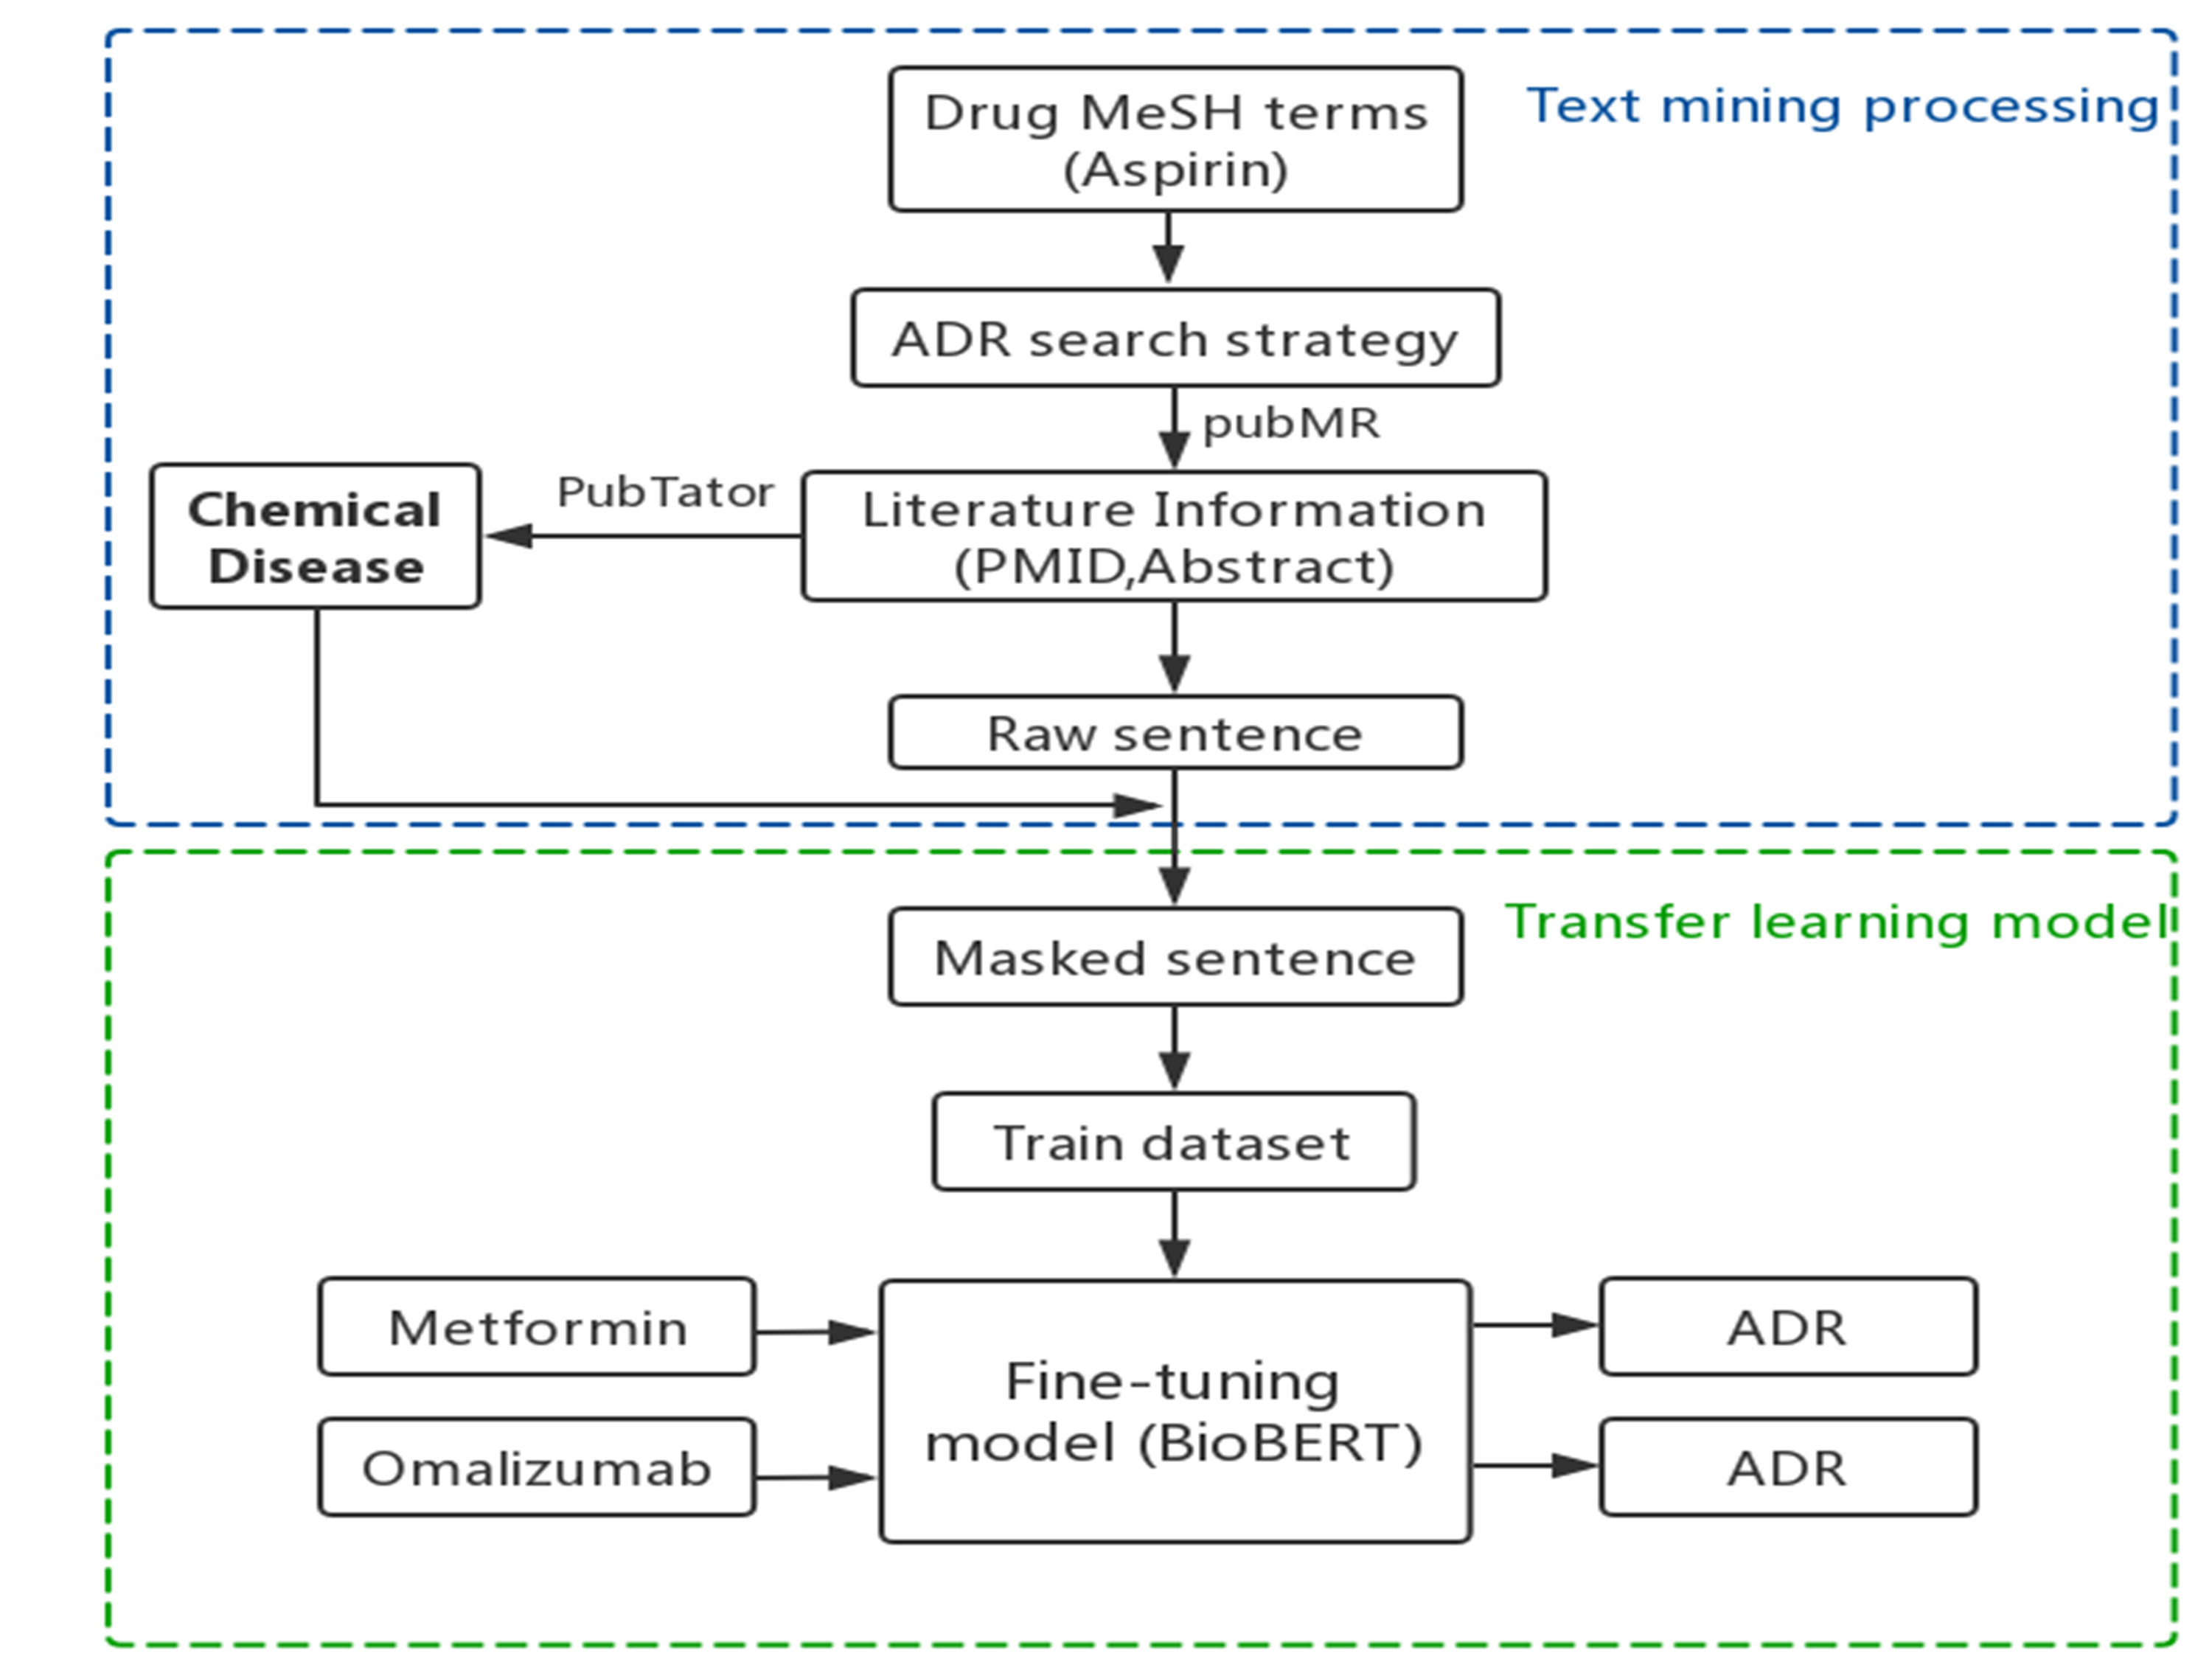 Text mining processing
Drug MeSH terms
(Aspirin)
ADR search strategy
pubMR
PubTator
Chemical
Disease
Literature Information
(PMID,Abstract)
Raw sentence
Transfer learning model
Masked sentence
Train dataset
Metformin
Omalizumab
Fine-tuning
model (BioBERT)
ADR
ADR